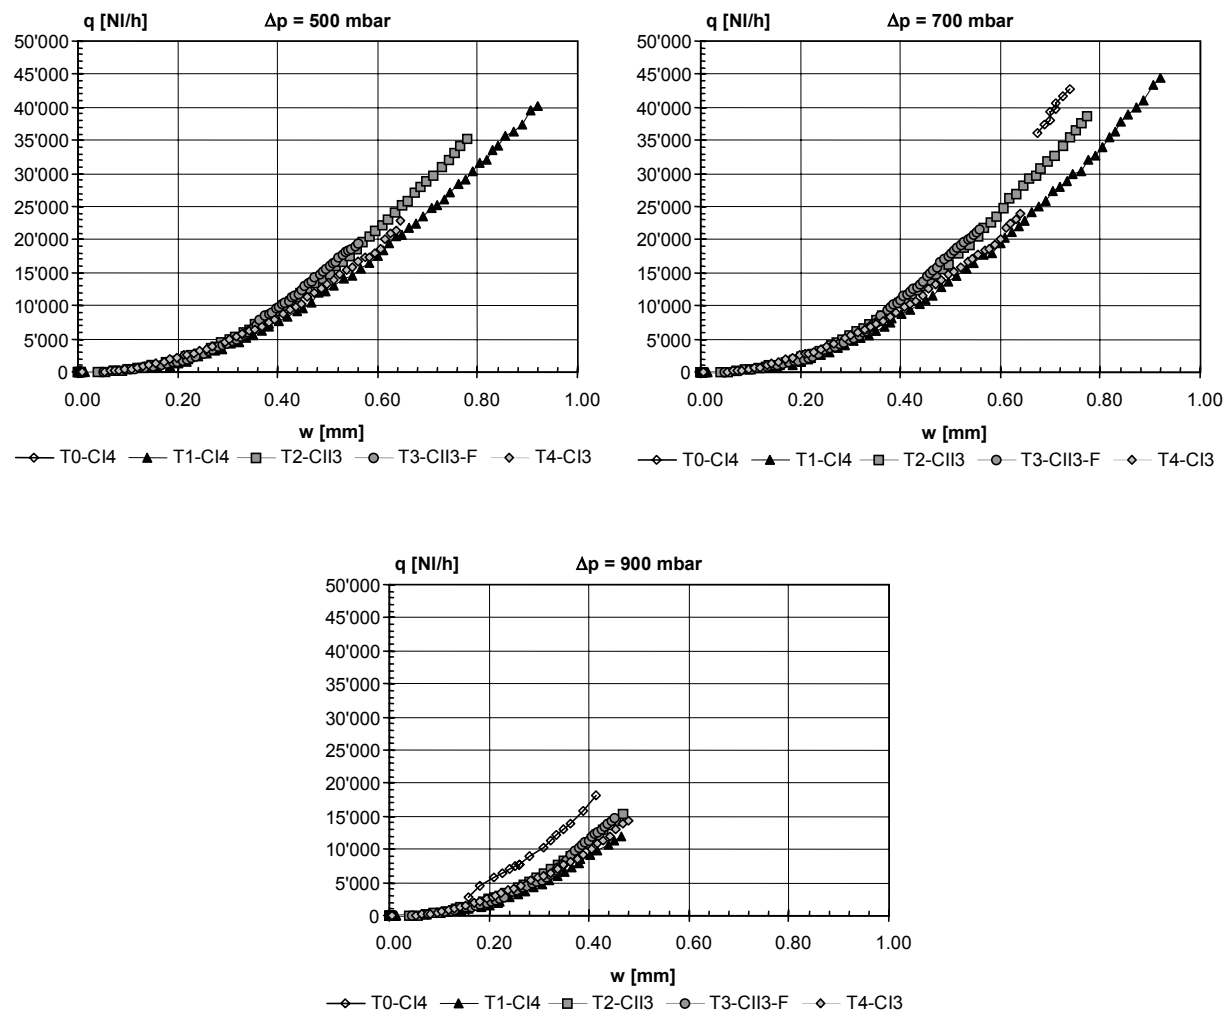 q [Nl/h] Δp = 500 mbar
50'000
45'000
40'000
35'000
30'000
25'000
20'000
15'000
10'000
5'000
0
0.00 0.20 0.40 0.60 0.80 1.00
w [mm]
T0-CI4 T1-CI4 T2-CII3 T3-CII3-F T4-CI3
q [Nl/h] Δp = 700 mbar
50'000
45'000
40'000
35'000
30'000
25'000
20'000
15'000
10'000
5'000
0
0.00 0.20 0.40 0.60 0.80 1.00
w [mm]
T0-CI4 T1-CI4 T2-CII3 T3-CII3-F T4-CI3
q [Nl/h] Δp = 900 mbar
50'000
45'000
40'000
35'000
30'000
25'000
20'000
15'000
10'000
5'000
0
0.00 0.20 0.40 0.60 0.80 1.00
w [mm]
T0-CI4 T1-CI4 T2-CII3 T3-CII3-F T4-CI3